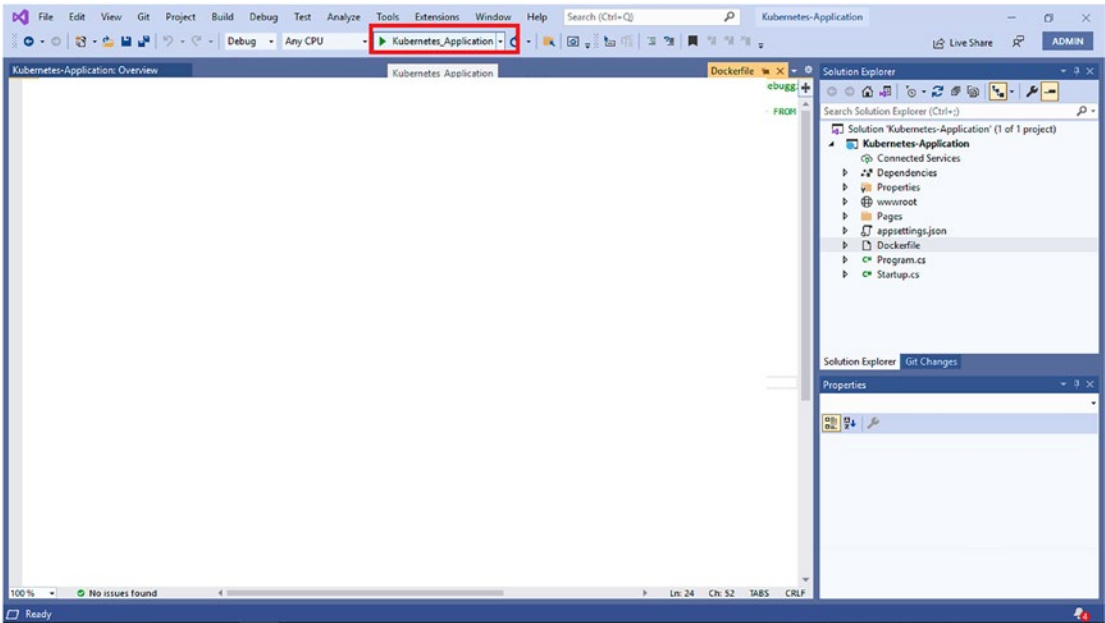 File Edit View Git Project Build Debug Test Analyze Tools Extensions Window Help Search (Ctrl+Q) Kubernetes-Application
Debug Any CPU Kubernetes_Application Live Share ADMIN
Kubernetes-Application: Overview
Kubernetes Application
Dockerfile
ebugg
FROM
Solution Explorer
Search Solution Explorer (Ctrl+;)
Solution 'Kubernetes-Application' (1 of 1 project)
Kubernetes-Application
Connected Services
Dependencies
Properties
wwwroot
Pages
appsettings.json
Dockerfile
C# Program.cs
C# Startup.cs
Solution Explorer Git Changes
Properties
100 % No issues found Ln: 24 Ch: 52 TABS CRLF
Ready 4